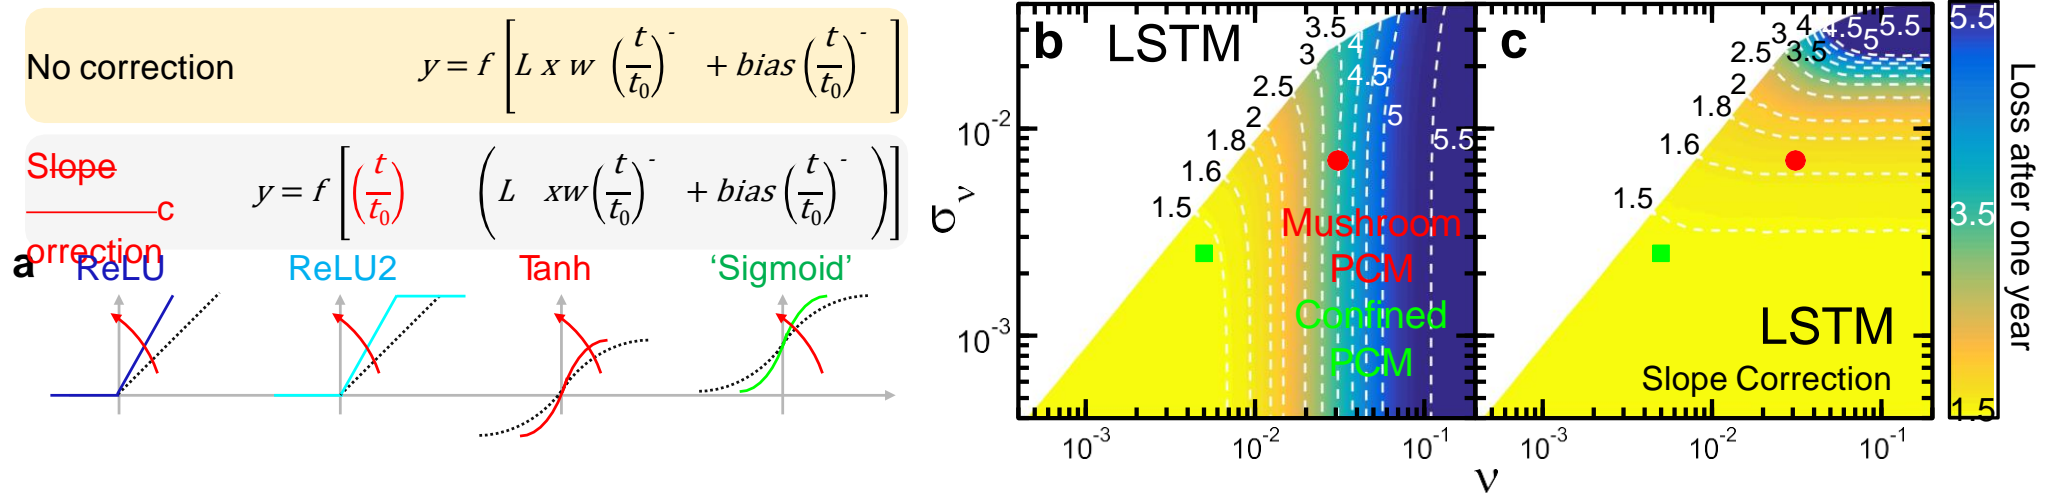 No correction
y = f [L x w (t/t₀)⁻ + bias (t/t₀)⁻ ]
Slope
c
orrection
y = f [(t/t₀) (L xw (t/t₀)⁻ + bias (t/t₀)⁻ )]
a
ReLU
ReLU2
Tanh
‘Sigmoid’
b
LSTM
1.5
1.6
1.8
2
2.5
3
3.5
4
4.5
5
5.5
Mushroom
PCM
Confined
PCM
σν
10⁻²
10⁻³
10⁻³
10⁻²
10⁻¹
c
1.5
1.6
1.8
2
2.5
3
3.5
4
4.5
5
5.5
LSTM
Slope Correction
10⁻³
10⁻²
10⁻¹
ν
5.5
3.5
1.5
Loss after one year